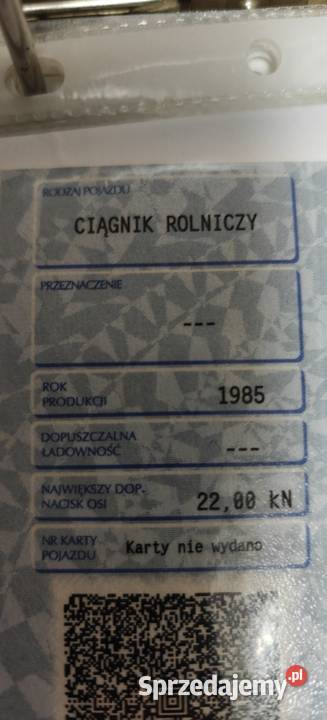 RODZAJ POJAZDU
CIĄGNIK ROLNICZY
PRZEZNACZENIE
---
ROK
PRODUKCJI
1985
DOPUSZCZALNA
ŁADOWNOŚĆ
---
NAJWIĘKSZY DOP.
NACISK OSI
22,00 kN
NR KARTY
POJAZDU
Karty nie wydano
Sprzedajemy.pl